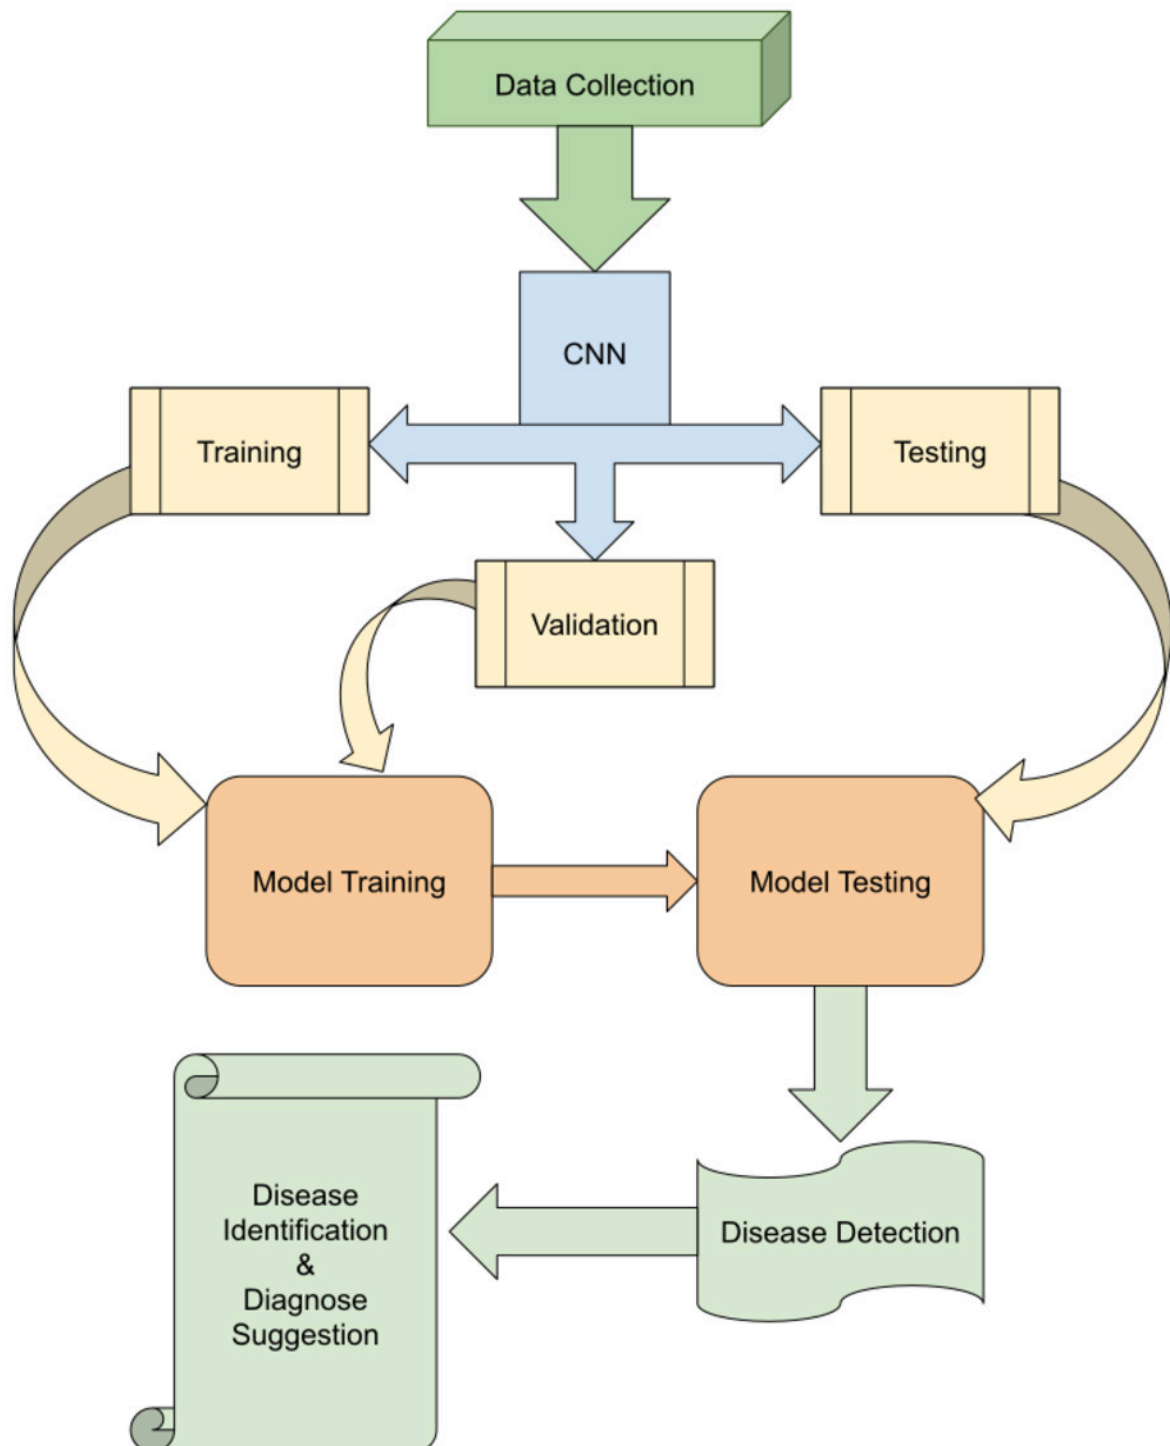 Data Collection
CNN
Training
Testing
Validation
Model Training
Model Testing
Disease
Identification
&
Diagnose
Suggestion
Disease Detection